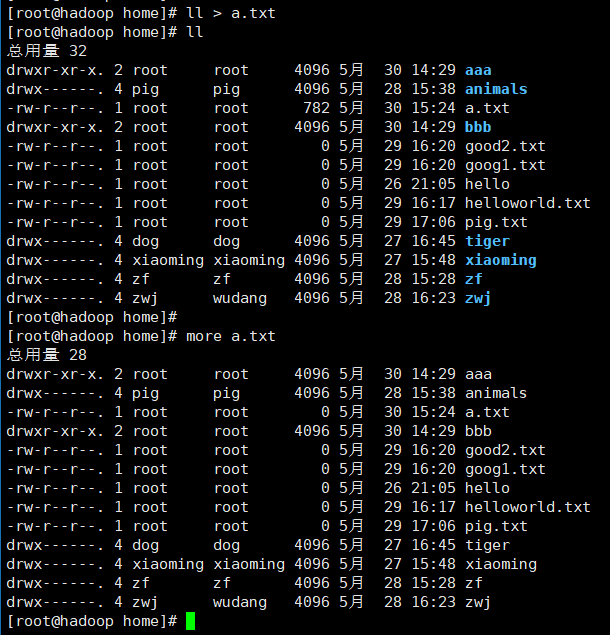 [root@hadoop home]# ll > a.txt
[root@hadoop home]# ll
总用量 32
drwxr-xr-x. 2 root     root     4096 5月  30 14:29 aaa
drwx------. 4 pig      pig      4096 5月  28 15:38 animals
-rw-r--r--. 1 root     root      782 5月  30 15:24 a.txt
drwxr-xr-x. 2 root     root     4096 5月  30 14:29 bbb
-rw-r--r--. 1 root     root        0 5月  29 16:20 good2.txt
-rw-r--r--. 1 root     root        0 5月  29 16:20 goog1.txt
-rw-r--r--. 1 root     root        0 5月  26 21:05 hello
-rw-r--r--. 1 root     root        0 5月  29 16:17 helloworld.txt
-rw-r--r--. 1 root     root        0 5月  29 17:06 pig.txt
drwx------. 4 dog      dog      4096 5月  27 16:45 tiger
drwx------. 4 xiaoming xiaoming 4096 5月  27 15:48 xiaoming
drwx------. 4 zf       zf       4096 5月  28 15:28 zf
drwx------. 4 zwj      wudang   4096 5月  28 16:23 zwj
[root@hadoop home]#
[root@hadoop home]# more a.txt
总用量 28
drwxr-xr-x. 2 root     root     4096 5月  30 14:29 aaa
drwx------. 4 pig      pig      4096 5月  28 15:38 animals
-rw-r--r--. 1 root     root        0 5月  30 15:24 a.txt
drwxr-xr-x. 2 root     root     4096 5月  30 14:29 bbb
-rw-r--r--. 1 root     root        0 5月  29 16:20 good2.txt
-rw-r--r--. 1 root     root        0 5月  29 16:20 goog1.txt
-rw-r--r--. 1 root     root        0 5月  26 21:05 hello
-rw-r--r--. 1 root     root        0 5月  29 16:17 helloworld.txt
-rw-r--r--. 1 root     root        0 5月  29 17:06 pig.txt
drwx------. 4 dog      dog      4096 5月  27 16:45 tiger
drwx------. 4 xiaoming xiaoming 4096 5月  27 15:48 xiaoming
drwx------. 4 zf       zf       4096 5月  28 15:28 zf
drwx------. 4 zwj      wudang   4096 5月  28 16:23 zwj
[root@hadoop home]#